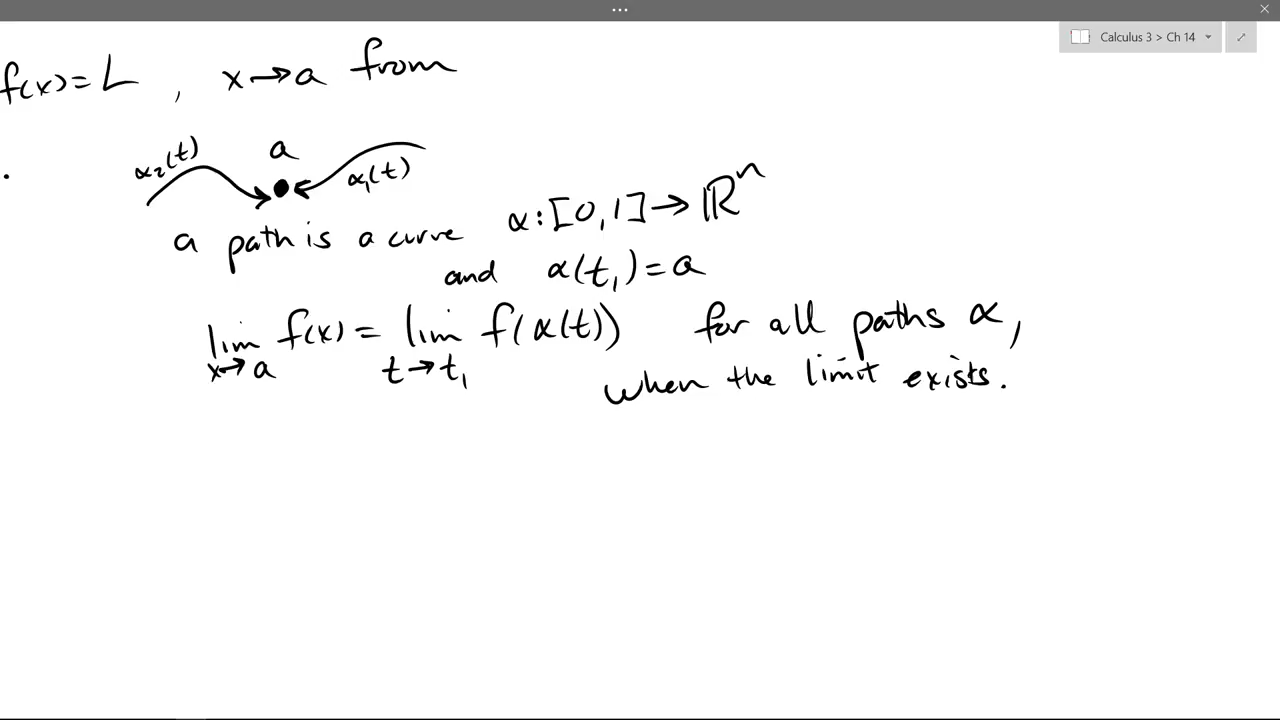 Calculus 3 > Ch 14
f(x) = L , x → a from
α₂(t) a α₁(t)
a path is a curve α : [0,1] → ℝⁿ
and α(t₁) = a
lim f(x) = lim f(α(t)) for all paths α,
x → a t → t₁ when the limit exists.